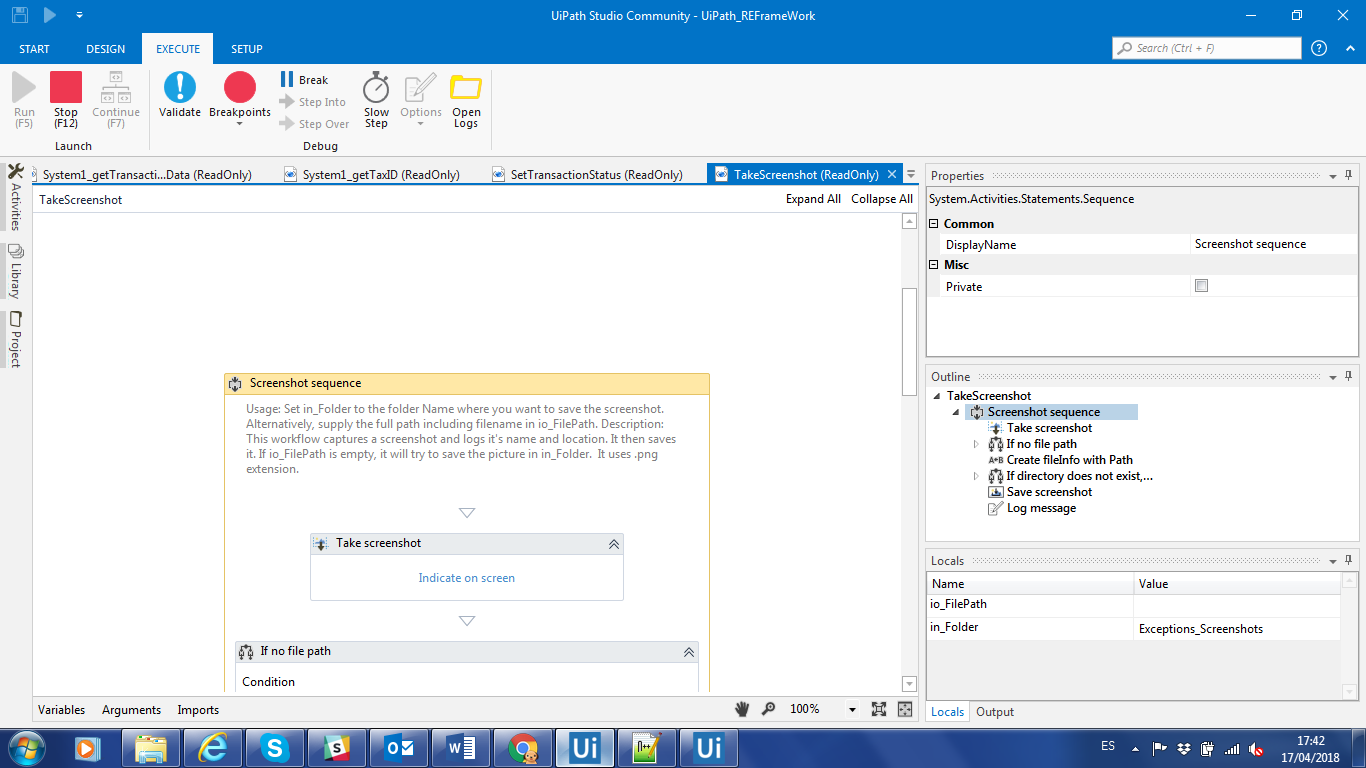 UiPath Studio Community - UiPath_REFrameWork
START DESIGN EXECUTE SETUP
Search (Ctrl + F)
Run
(F5)
Stop
(F12)
Continue
(F7)
Launch
Validate
Breakpoints
Break
Step Into
Step Over
Slow
Step
Options
Open
Logs
Debug
System1_getTransacti...Data (ReadOnly)
System1_getTaxID (ReadOnly)
SetTransactionStatus (ReadOnly)
TakeScreenshot (ReadOnly)
Activities
Library
Project
TakeScreenshot
Expand All Collapse All
Screenshot sequence
Usage: Set in_Folder to the folder Name where you want to save the screenshot.
Alternatively, supply the full path including filename in io_FilePath. Description:
This workflow captures a screenshot and logs it's name and location. It then saves
it. If io_FilePath is empty, it will try to save the picture in in_Folder.  It uses .png
extension.
Take screenshot
Indicate on screen
If no file path
Condition
Variables Arguments Imports
100%
Properties
System.Activities.Statements.Sequence
Common
DisplayName Screenshot sequence
Misc
Private
Outline
TakeScreenshot
Screenshot sequence
Take screenshot
If no file path
A+B Create fileInfo with Path
If directory does not exist,...
Save screenshot
Log message
Locals
Name Value
io_FilePath
in_Folder Exceptions_Screenshots
Locals Output
Ui
Ui
ES
17:42
17/04/2018